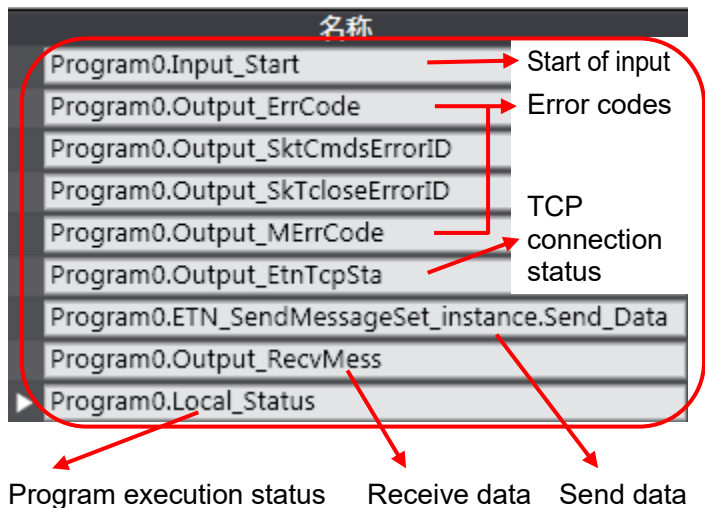 名称
Program0.Input_Start
Start of input
Program0.Output_ErrCode
Error codes
Program0.Output_SktCmdsErrorID
Program0.Output_SkTcloseErrorID
Program0.Output_MErrCode
TCP
connection
status
Program0.Output_EtnTcpSta
Program0.ETN_SendMessageSet_instance.Send_Data
Program0.Output_RecvMess
Program0.Local_Status
Program execution status
Receive data
Send data